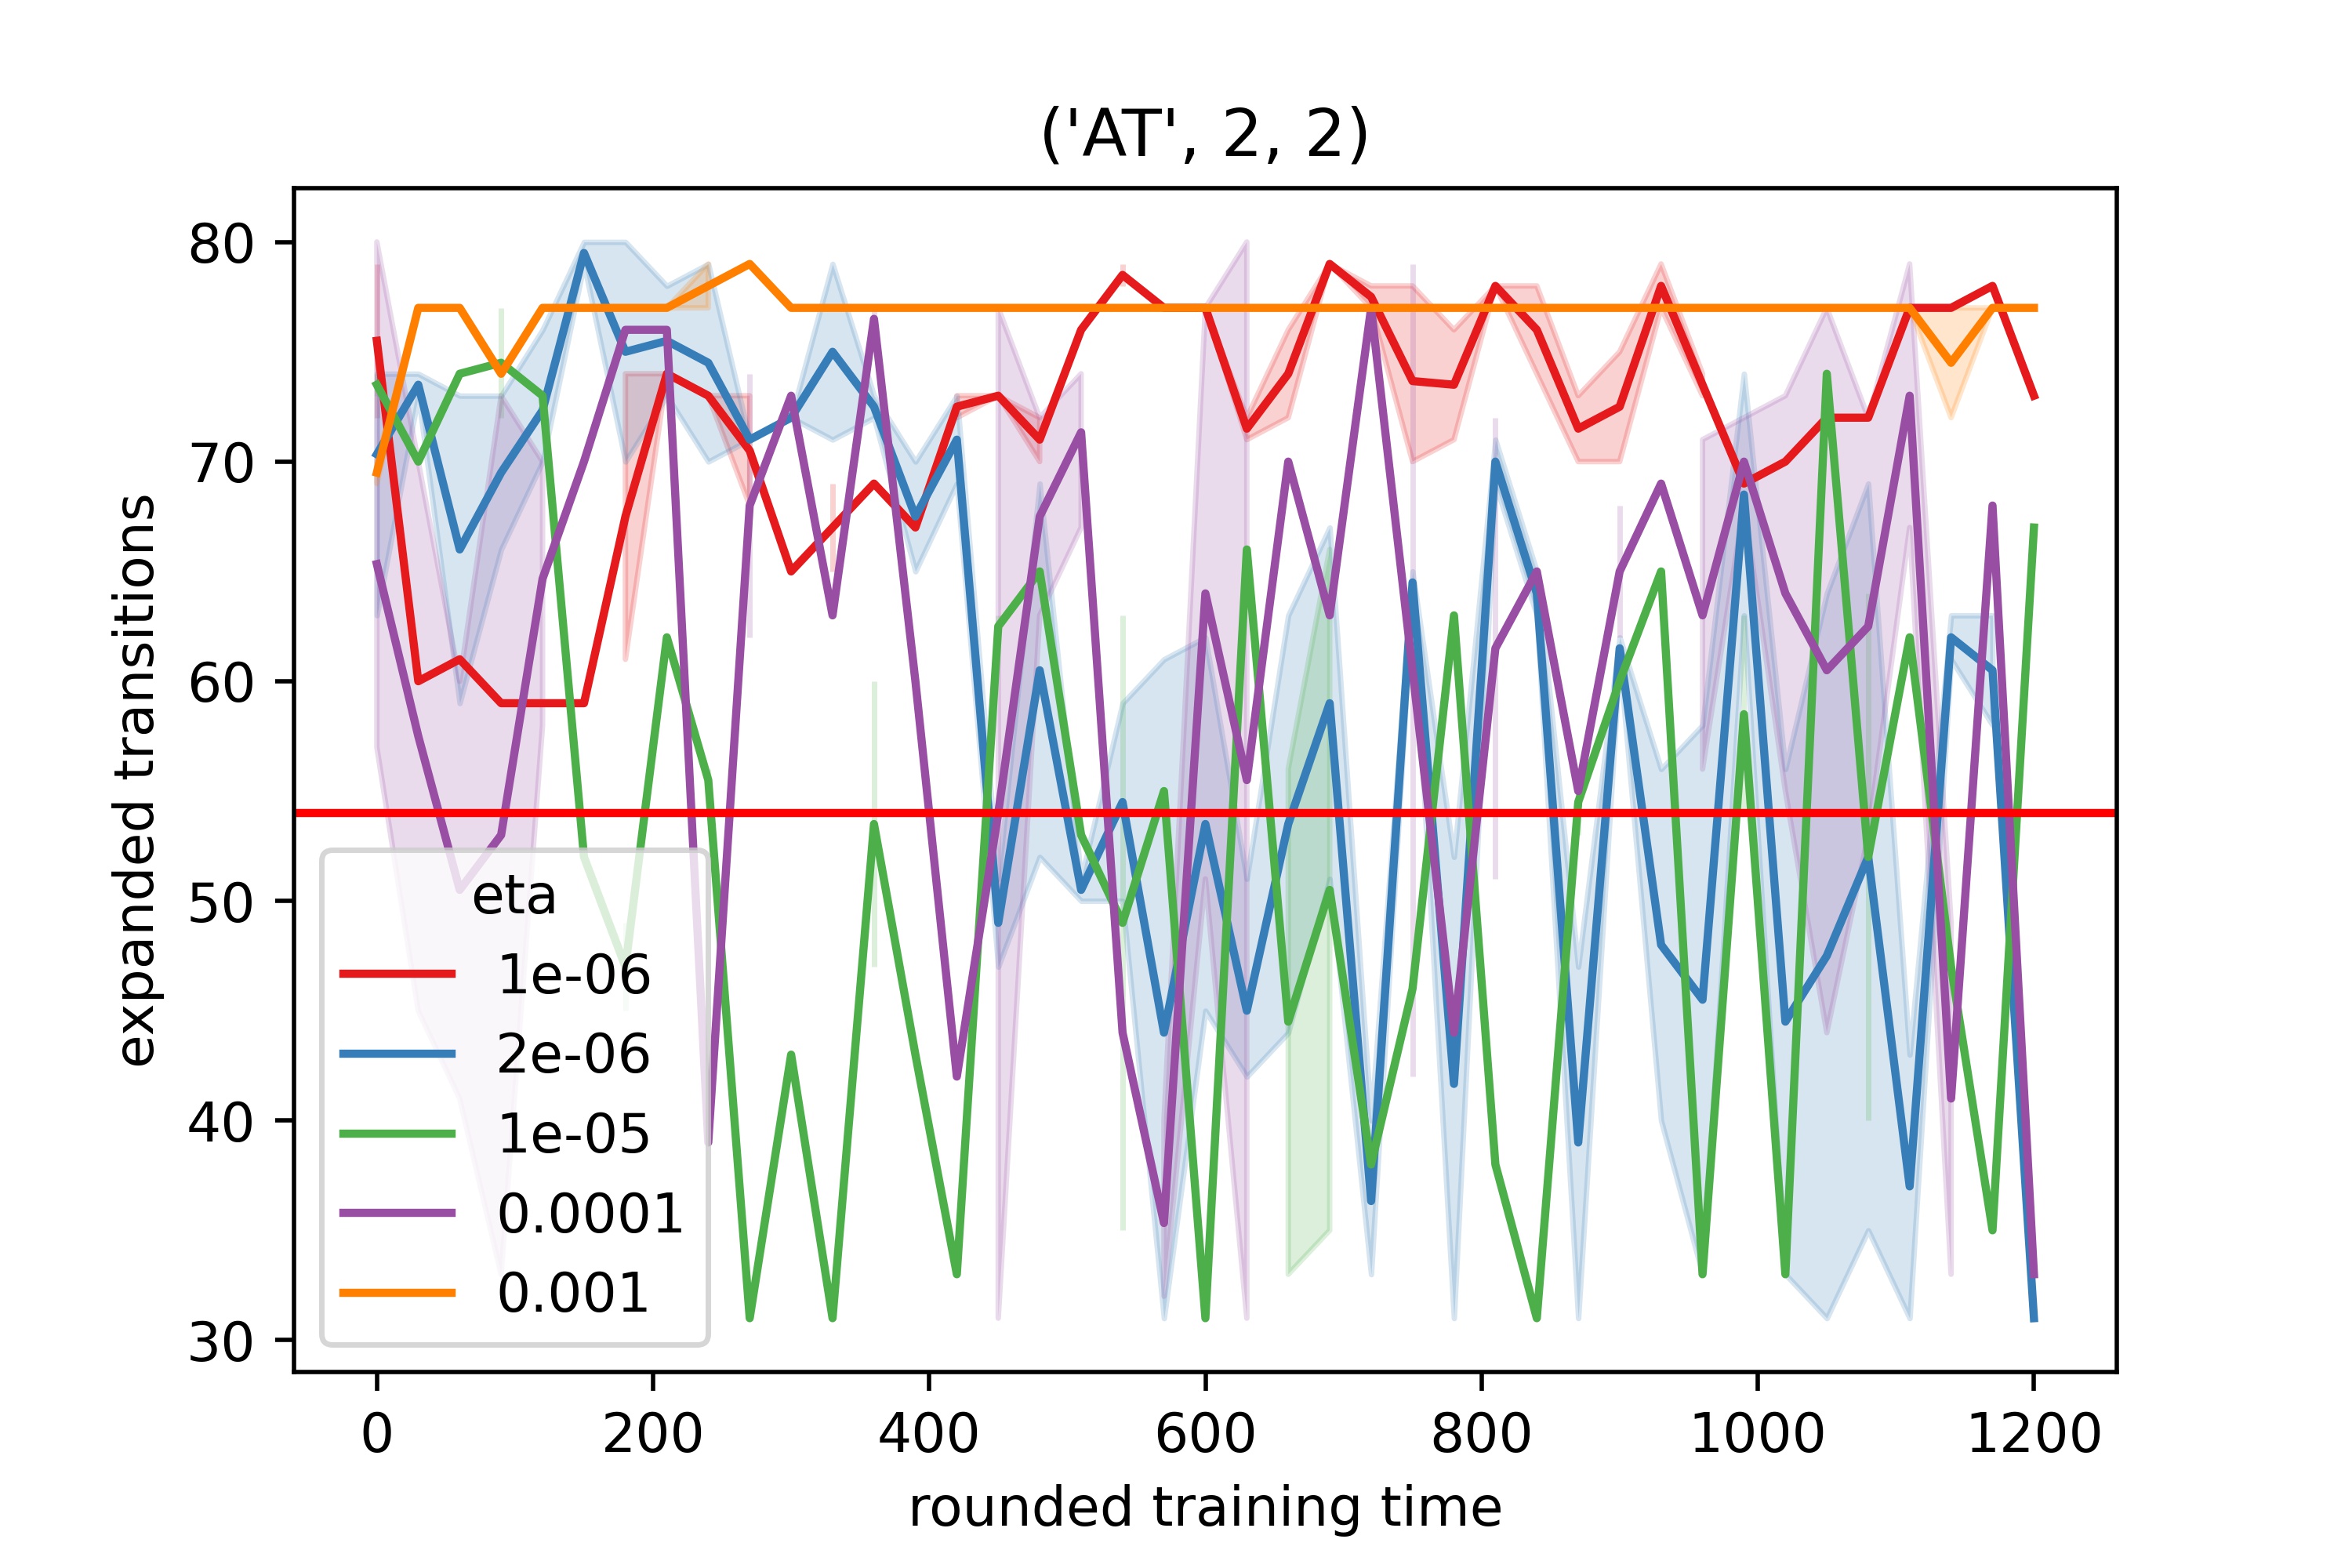 ('AT', 2, 2)
expanded transitions
80
70
60
50
40
30
eta
1e-06
2e-06
1e-05
0.0001
0.001
0 200 400 600 800 1000 1200
rounded training time